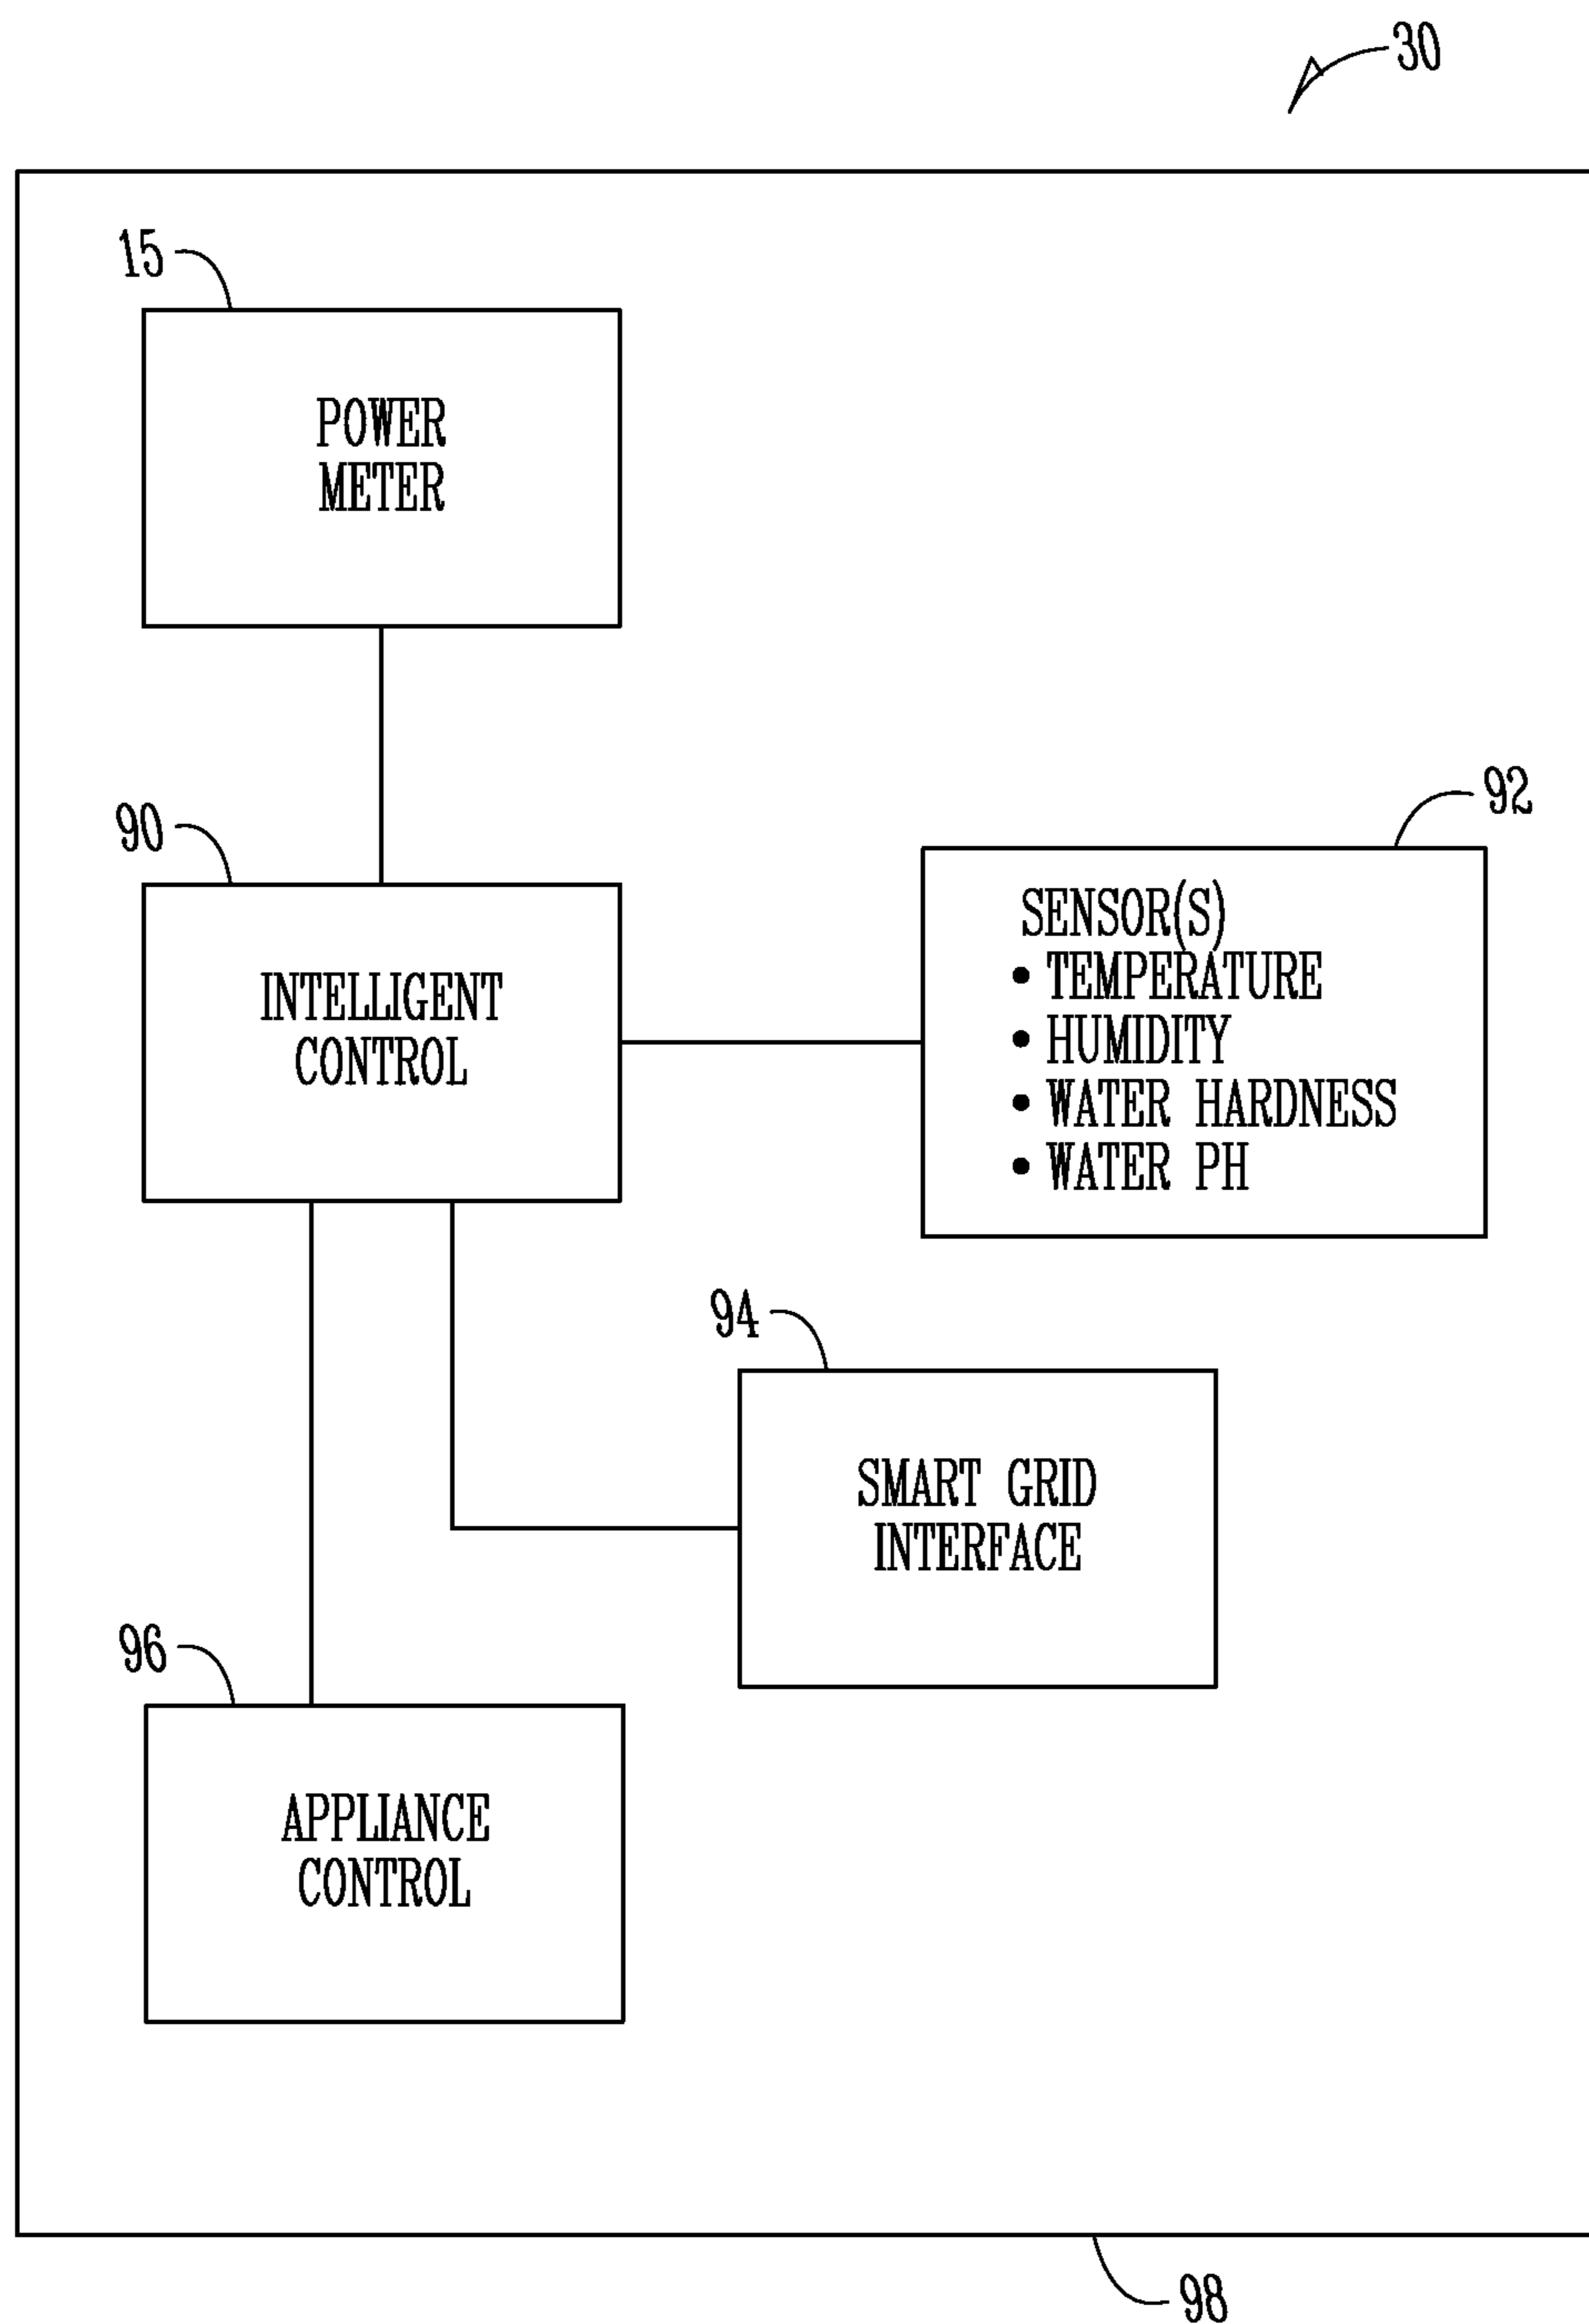 30
15
POWER
METER
90
INTELLIGENT
CONTROL
92
SENSOR(S)
• TEMPERATURE
• HUMIDITY
• WATER HARDNESS
• WATER PH
94
SMART GRID
INTERFACE
96
APPLIANCE
CONTROL
98